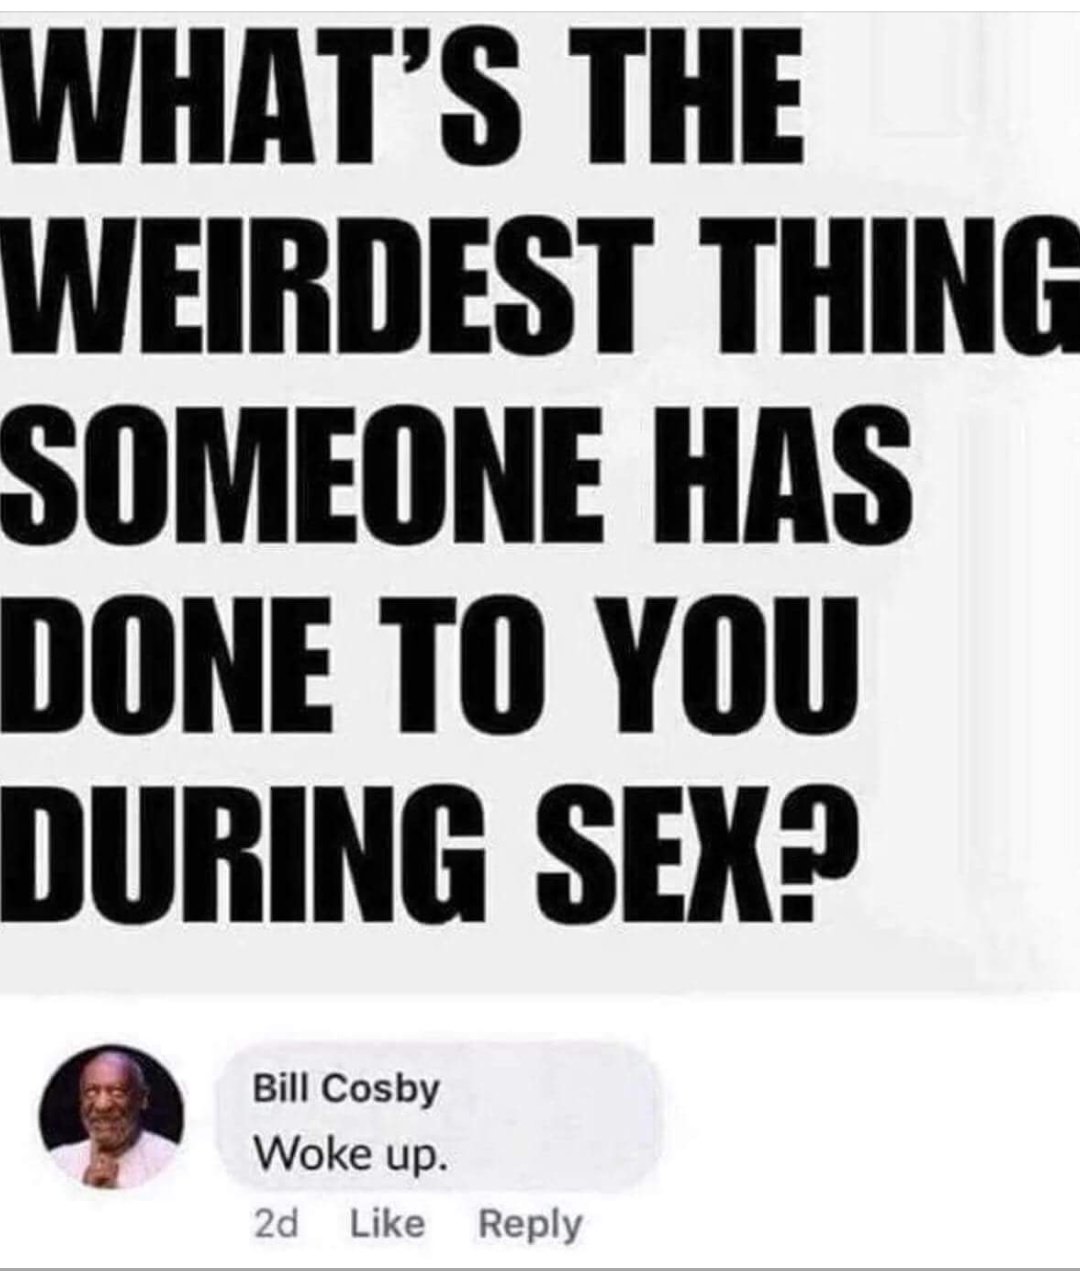 WHAT'S THE
WEIRDEST THING
SOMEONE HAS
DONE TO YOU
DURING SEX?
Bill Cosby
Woke up.
2d Like Reply